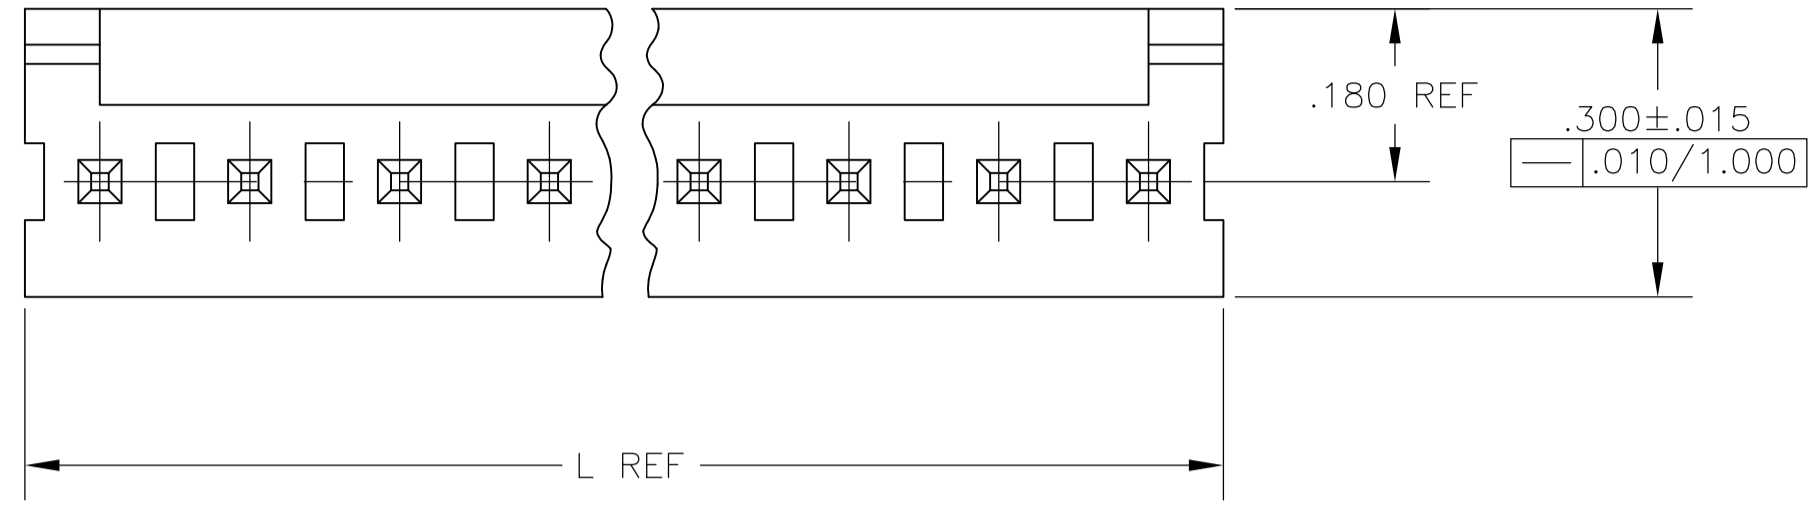 .180 REF
.300±.015
— .010/1.000
L REF